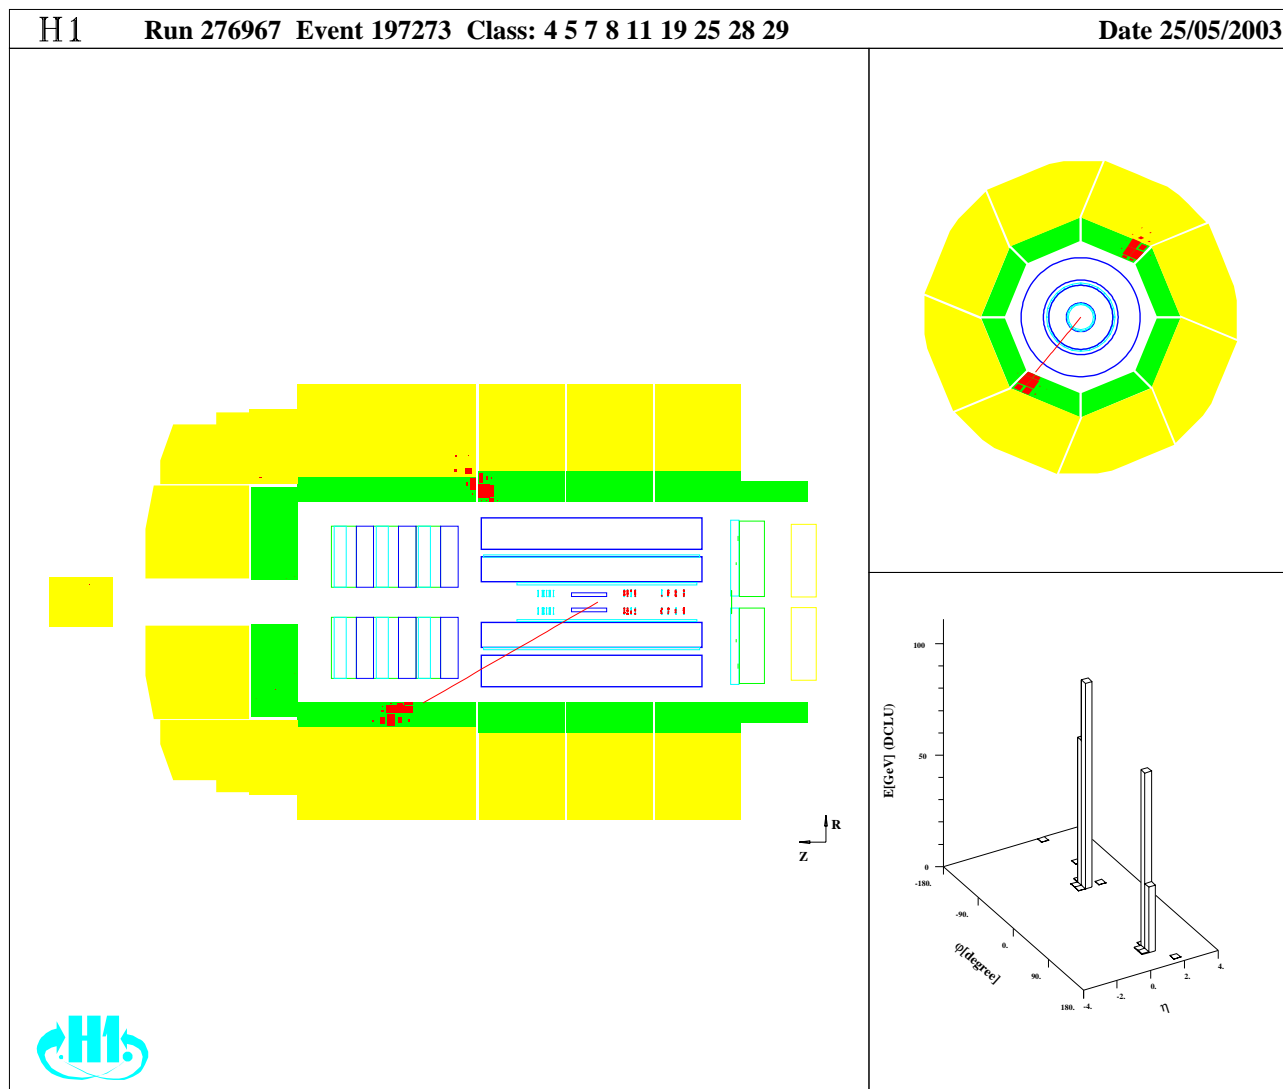 H1 Run 276967 Event 197273 Class: 4 5 7 8 11 19 25 28 29 Date 25/05/2003
R
Z
E[GeV] (DCLU)
100
50
0
-180.
-90.
0.
90.
180.
φ[degree]
-4.
-2.
0.
2.
4.
η
H1